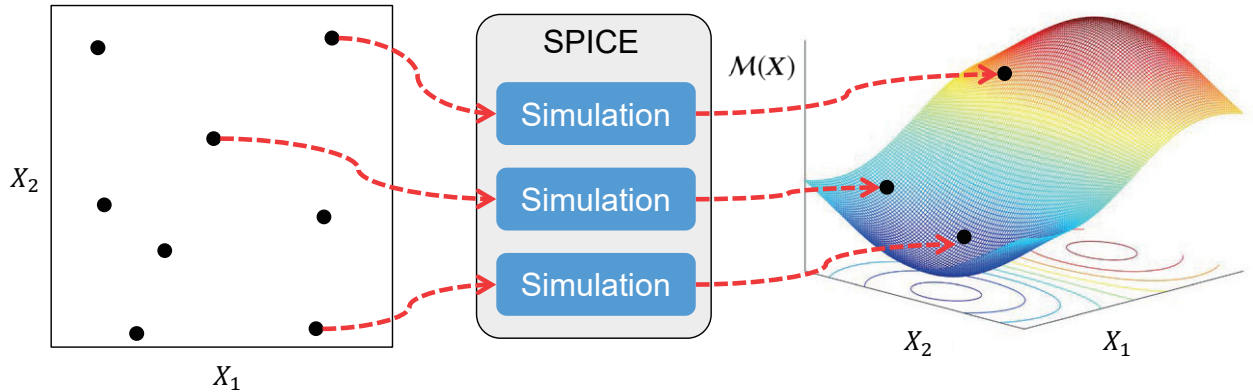 X₂
X₁
SPICE
Simulation
Simulation
Simulation
ℳ(X)
X₂
X₁